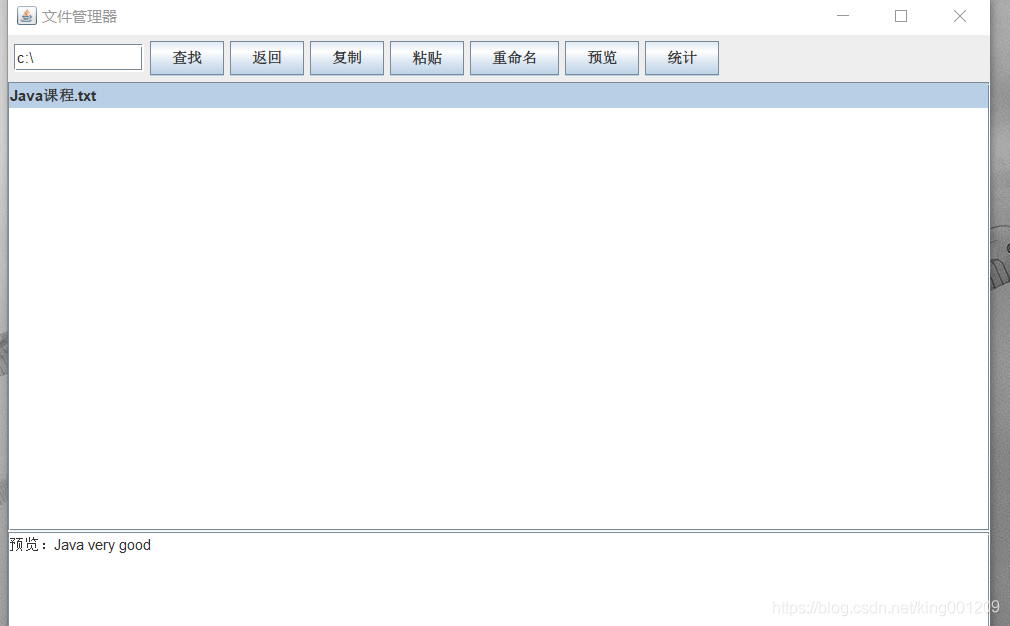 文件管理器
c:\ 查找 返回 复制 粘贴 重命名 预览 统计
Java课程.txt
预览：Java very good
https://blog.csdn.net/king001209